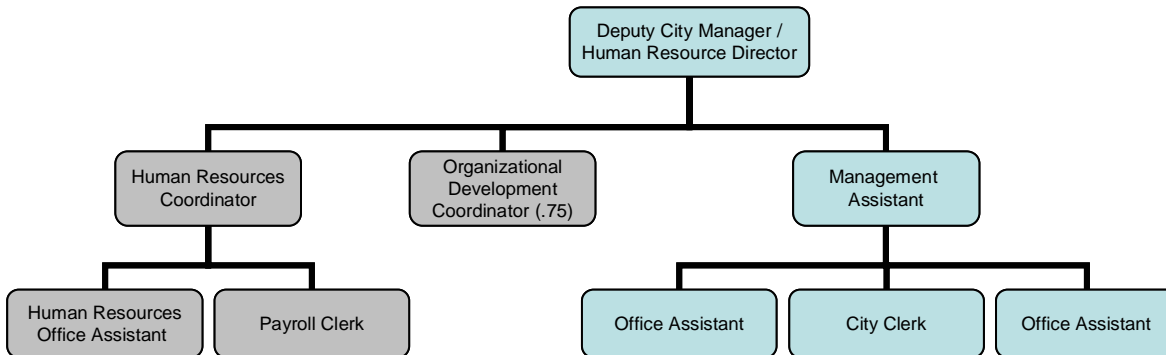 Deputy City Manager /
Human Resource Director
Human Resources
Coordinator
Organizational
Development
Coordinator (.75)
Management
Assistant
Human Resources
Office Assistant
Payroll Clerk
Office Assistant
City Clerk
Office Assistant